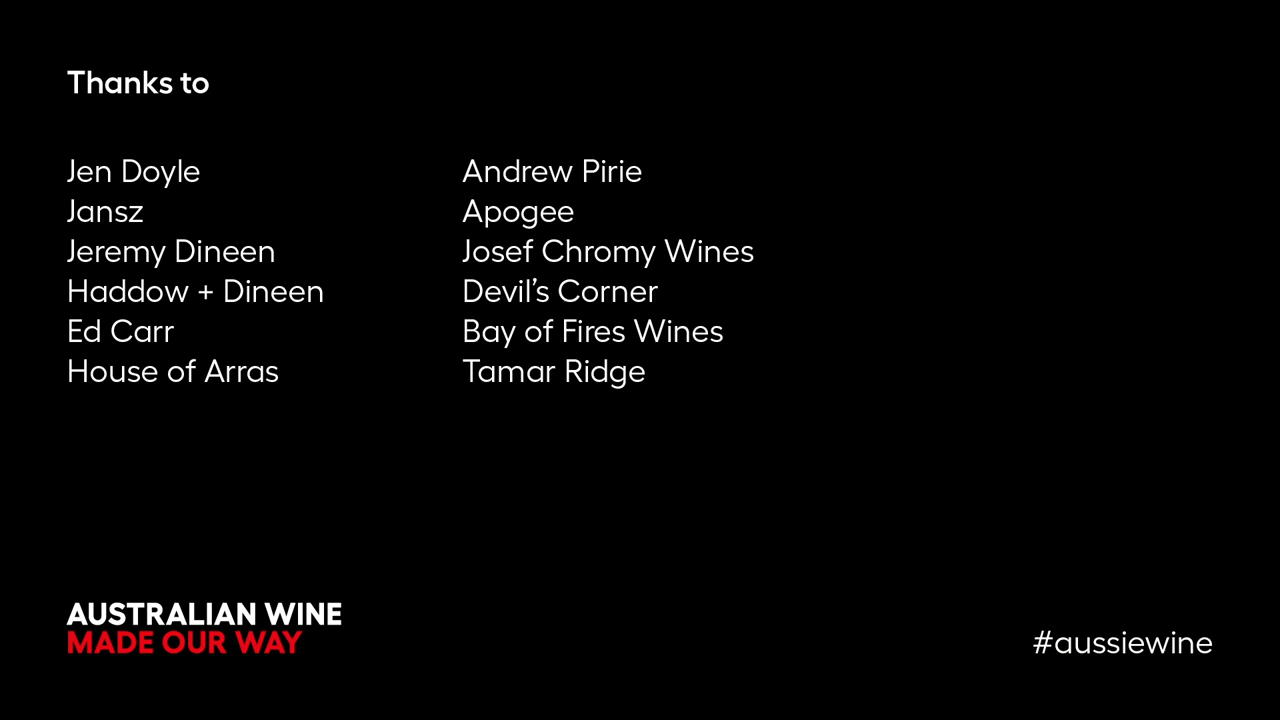 Thanks to
Jen Doyle
Jansz
Jeremy Dineen
Haddow + Dineen
Ed Carr
House of Arras
Andrew Pirie
Apogee
Josef Chromy Wines
Devil’s Corner
Bay of Fires Wines
Tamar Ridge
AUSTRALIAN WINE
MADE OUR WAY
#aussiewine